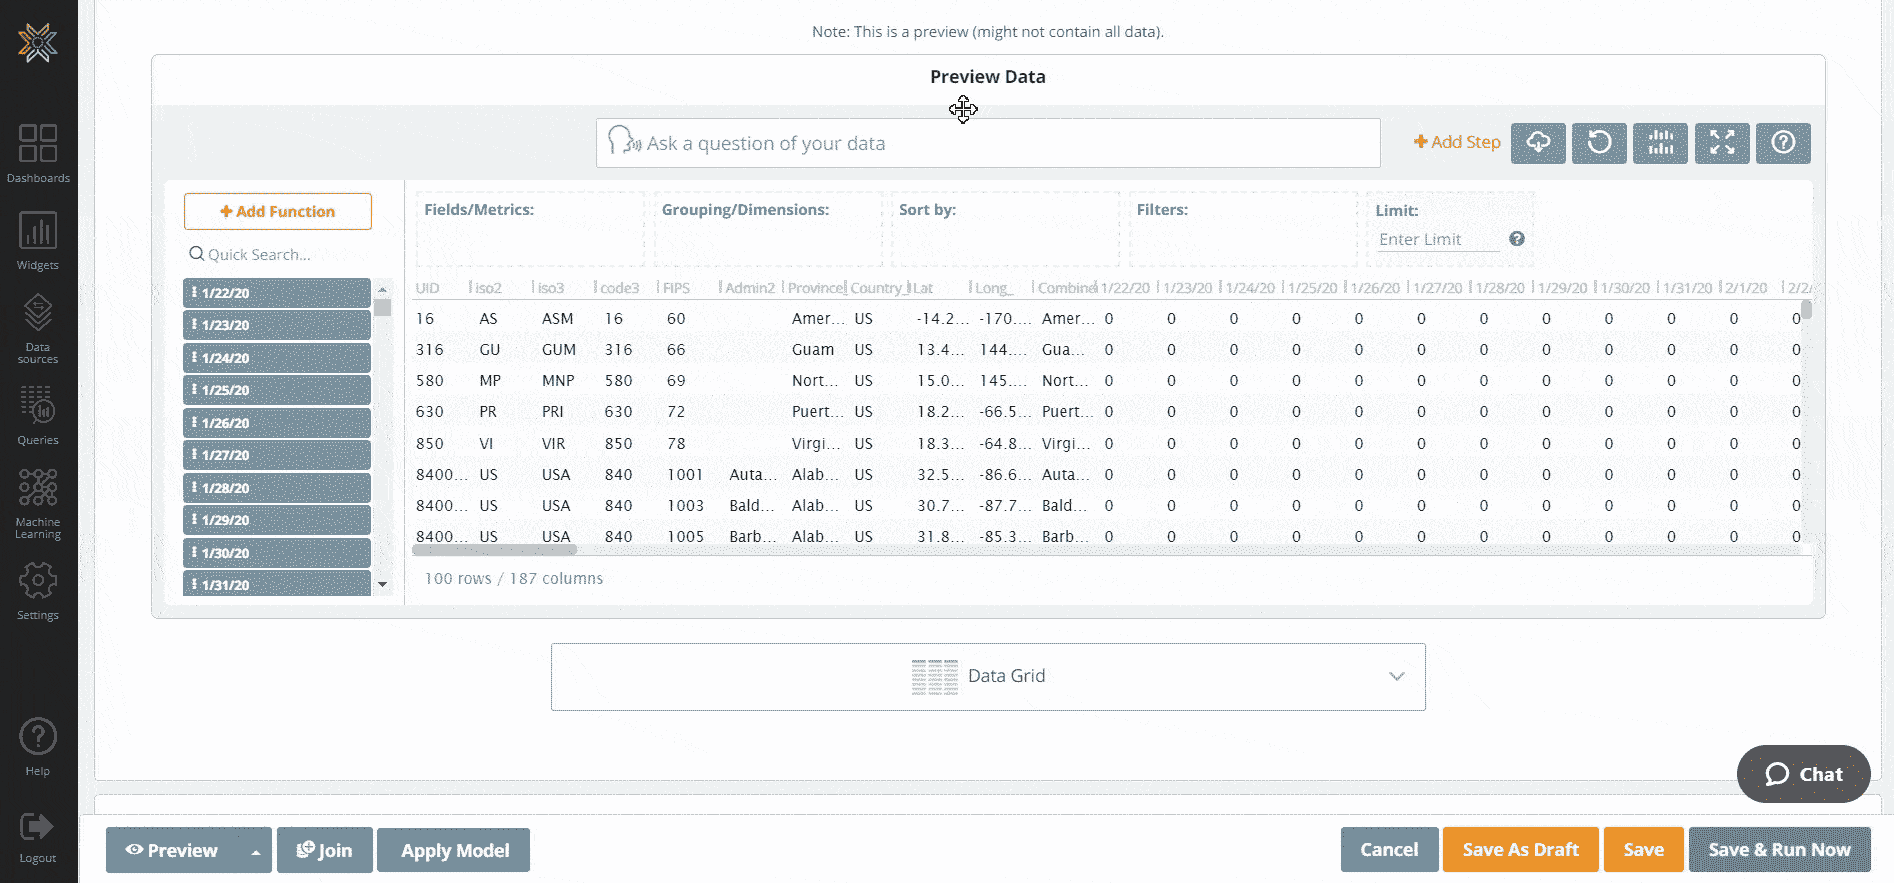 Note: This is a preview (might not contain all data).
Preview Data
Ask a question of your data
Add Step
Dashboards
Widgets
Data
sources
Queries
Machine
Learning
Settings
Help
Logout
Add Function
Quick Search...
1/22/20
1/23/20
1/24/20
1/25/20
1/26/20
1/27/20
1/28/20
1/29/20
1/30/20
1/31/20
Fields/Metrics: Grouping/Dimensions: Sort by: Filters: Limit:
Enter Limit
UID iso2 iso3 code3 FIPS Admin2 Province Country_ Lat Long_ Combine 1/22/20 1/23/20 1/24/20 1/25/20 1/26/20 1/27/20 1/28/20 1/29/20 1/30/20 1/31/20 2/1/20 2/2/
16 AS ASM 16 60 Amer... US -14.2... -170.... Amer... 0 0 0 0 0 0 0 0 0 0 0 0
316 GU GUM 316 66 Guam US 13.4... 144.... Gua... 0 0 0 0 0 0 0 0 0 0 0 0
580 MP MNP 580 69 Nort... US 15.0... 145.... Nort... 0 0 0 0 0 0 0 0 0 0 0 0
630 PR PRI 630 72 Puert... US 18.2... -66.5... Puert... 0 0 0 0 0 0 0 0 0 0 0 0
850 VI VIR 850 78 Virgi... US 18.3... -64.8... Virgi... 0 0 0 0 0 0 0 0 0 0 0 0
8400... US USA 840 1001 Auta... Alab... US 32.5... -86.6... Auta... 0 0 0 0 0 0 0 0 0 0 0 0
8400... US USA 840 1003 Bald... Alab... US 30.7... -87.7... Bald... 0 0 0 0 0 0 0 0 0 0 0 0
8400... US USA 840 1005 Barb... Alab... US 31.8... -85.3... Barb... 0 0 0 0 0 0 0 0 0 0 0 0
100 rows / 187 columns
Data Grid
Chat
Preview Join Apply Model Cancel Save As Draft Save Save & Run Now